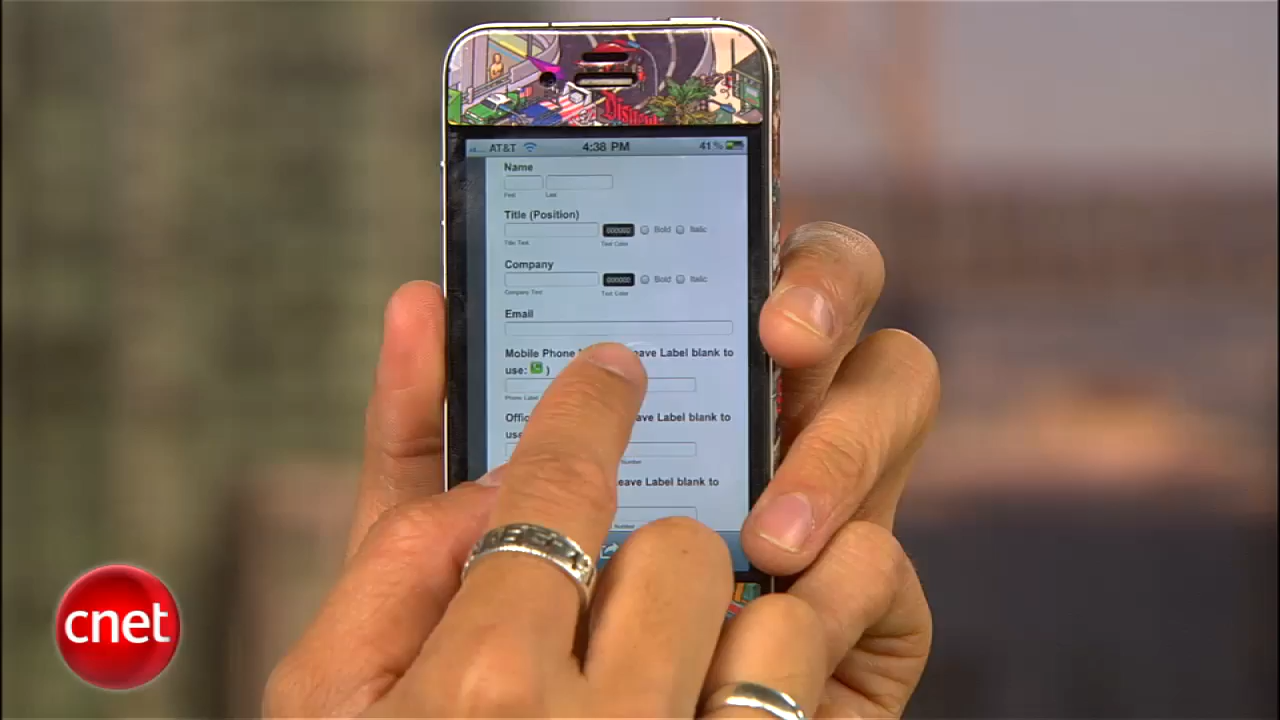 Disney
AT&T 4:38 PM 41%
Name
First Last
Title (Position)
000000 Bold Italic
Title Text Text Color
Company
000000 Bold Italic
Company Text Text Color
Email
Mobile Phone eave Label blank to
use: )
Phone Label
Offic ave Label blank to
use
Number
eave Label blank to
Number
cnet